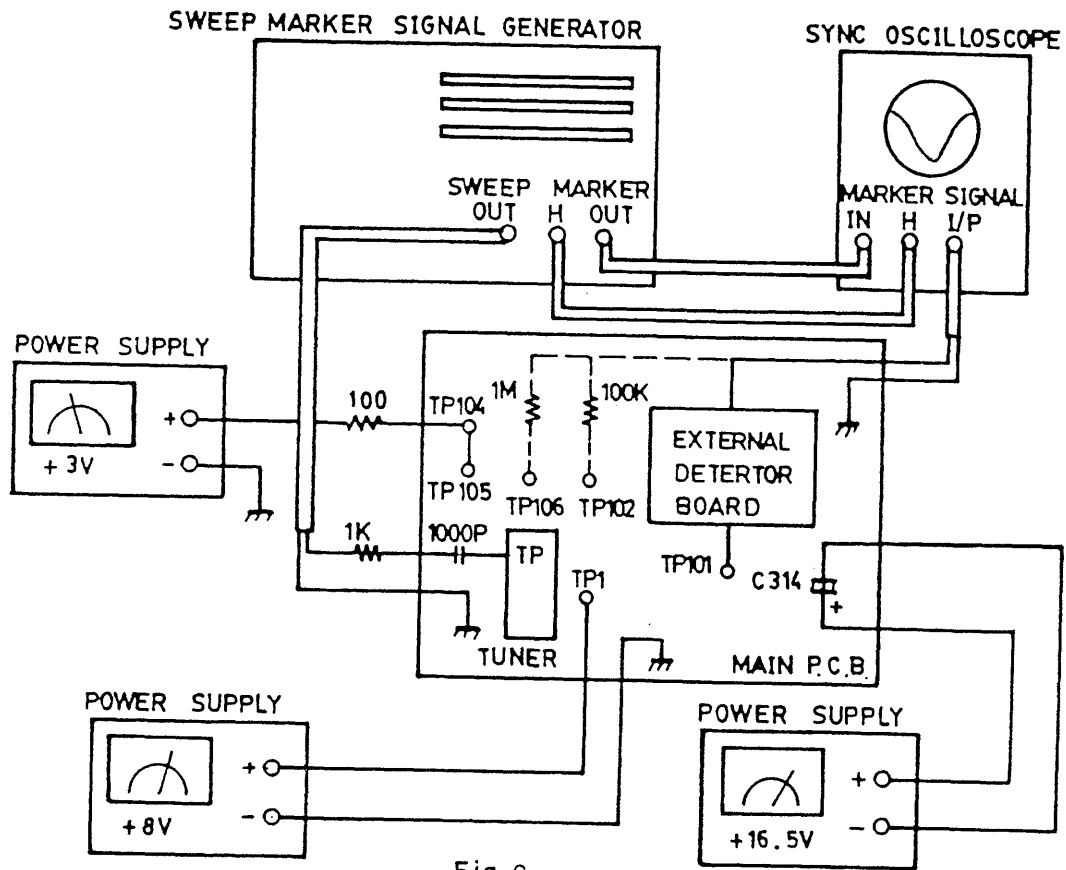 SWEEP MARKER SIGNAL GENERATOR
SYNC OSCILLOSCOPE
SWEEP OUT
H
MARKER OUT
MARKER SIGNAL
IN H I/P
POWER SUPPLY
+
-
+ 3V
100
TP104
TP105
1M
100K
TP106
TP102
EXTERNAL
DETERTOR
BOARD
TP101
C314
+
1K
1000P
TP
TUNER
TP1
MAIN P.C.B.
POWER SUPPLY
+
-
+8V
POWER SUPPLY
+
-
+16.5V